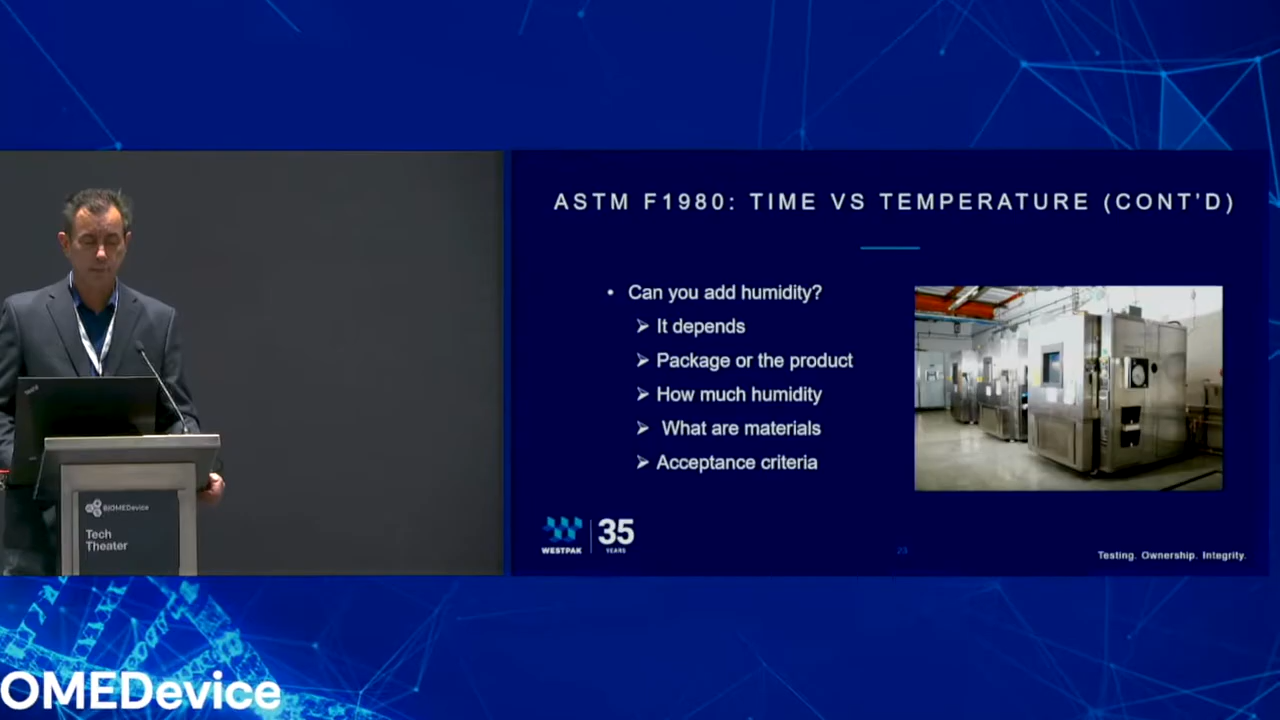 ASTM F1980: TIME VS TEMPERATURE (CONT'D)
• Can you add humidity?
➢ It depends
➢ Package or the product
➢ How much humidity
➢ What are materials
➢ Acceptance criteria
WESTPAK
35
YEARS
23
Testing. Ownership. Integrity.
BIOMEDevice
Tech
Theater
OMEDevice